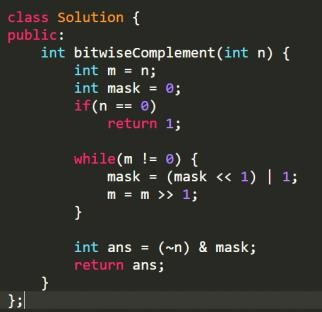 class Solution {
public:
    int bitwiseComplement(int n) {
        int m = n;
        int mask = 0;
        if(n == 0)
            return 1;

        while(m != 0) {
            mask = (mask << 1) | 1;
            m = m >> 1;
        }

        int ans = (~n) & mask;
        return ans;
    }
};